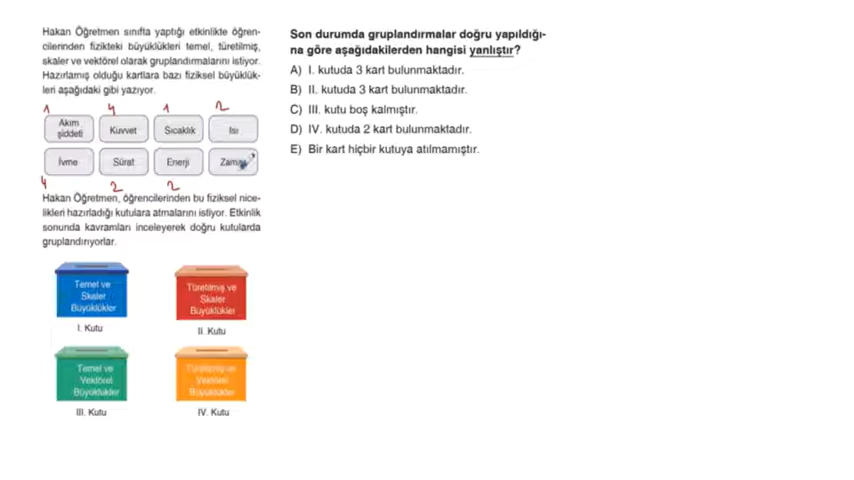 Hakan Öğretmen sınıfta yaptığı etkinlikte öğren-
cilerinden fizikteki büyüklükleri temel, türetilmiş,
skaler ve vektörel olarak gruplandırmalarını istiyor.
Hazırlamış olduğu kartlara bazı fiziksel büyüklük-
leri aşağıdaki gibi yazıyor.
1 4 1 2
Akım
şiddeti
Kuvvet
Sıcaklık
Isı
İvme
Sürat
Enerji
4 2 2
Hakan Öğretmen, öğrencilerinden bu fiziksel nice-
likleri hazırladığı kutulara atmalarını istiyor. Etkinlik
sonunda kavramları inceleyerek doğru kutularda
gruplandırıyorlar.
Temel ve
Skaler
Büyüklükler
I. Kutu
Türetilmiş ve
Skaler
Büyüklükler
II. Kutu
Temel ve
Vektörel
Büyüklükler
III. Kutu
Türetilmiş ve
Vektörel
Büyüklükler
IV. Kutu
Son durumda gruplandırmalar doğru yapıldığı-
na göre aşağıdakilerden hangisi yanlıştır?
A) I. kutuda 3 kart bulunmaktadır.
B) II. kutuda 3 kart bulunmaktadır.
C) III. kutu boş kalmıştır.
D) IV. kutuda 2 kart bulunmaktadır.
E) Bir kart hiçbir kutuya atılmamıştır.